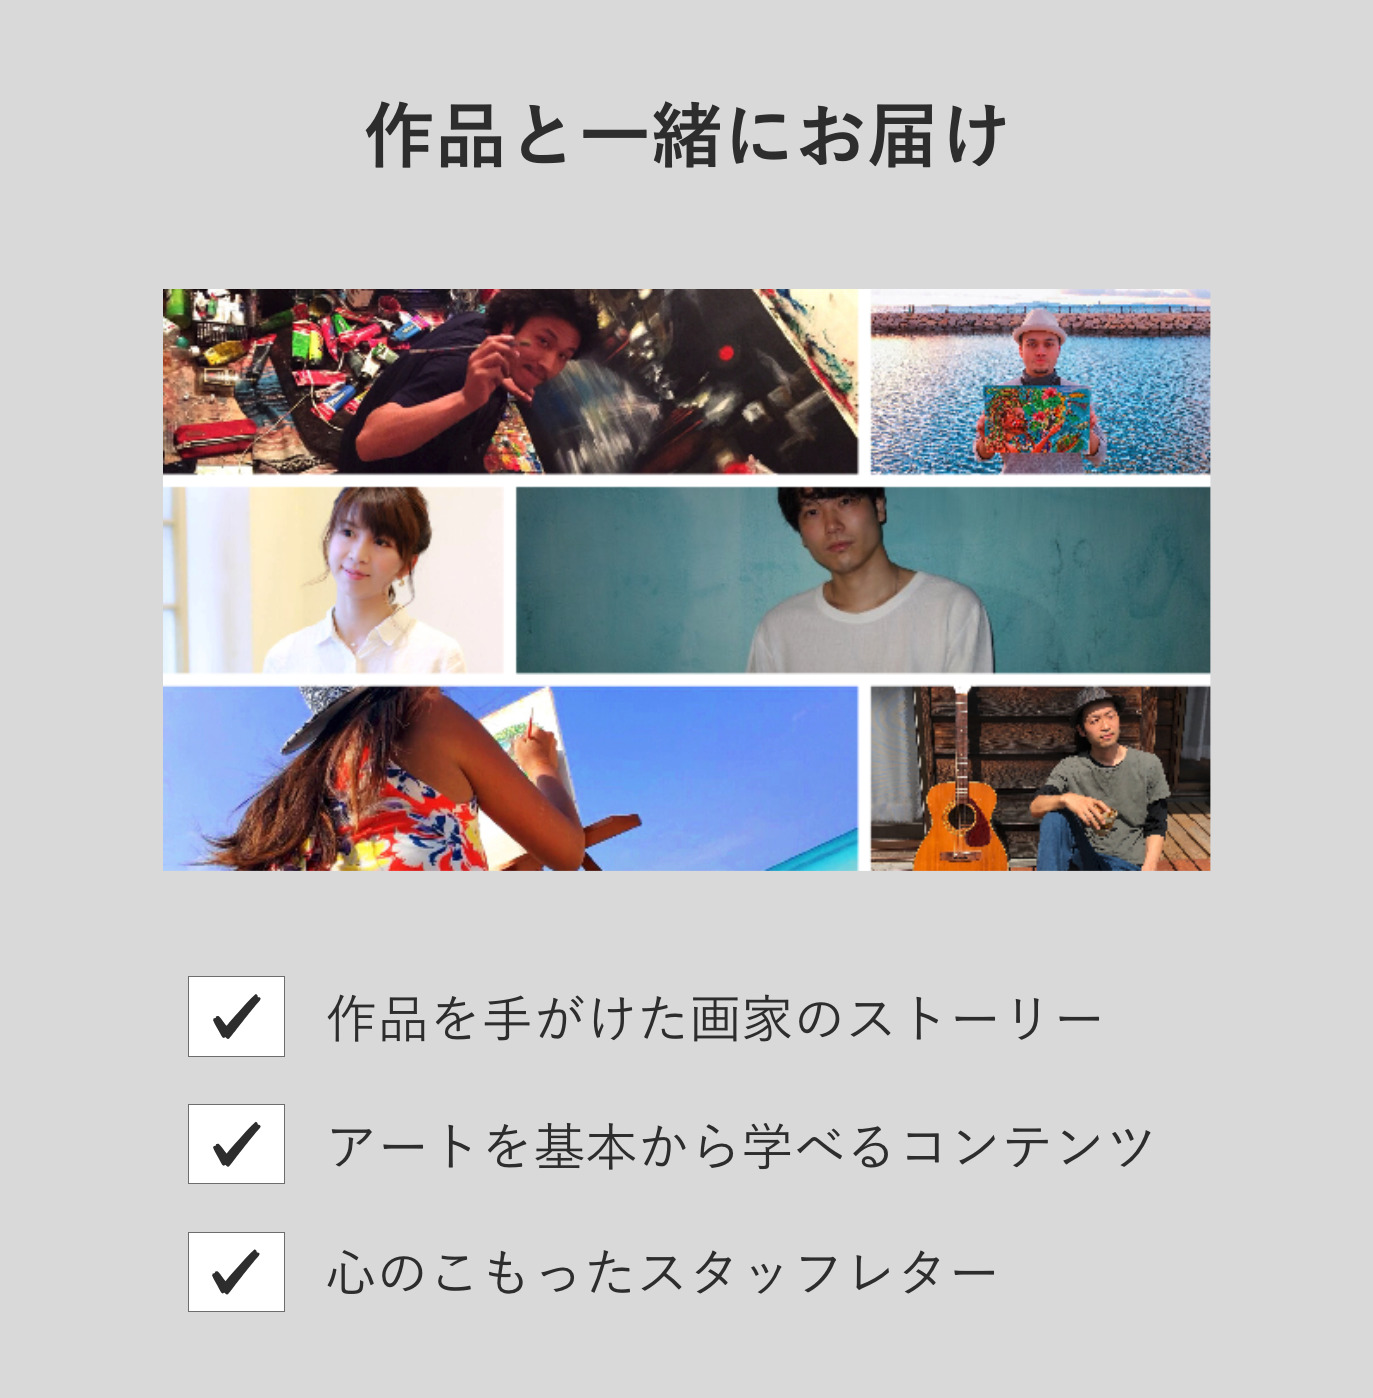 作品と一緒にお届け
作品を手がけた画家のストーリー
アートを基本から学べるコンテンツ
心のこもったスタッフレター